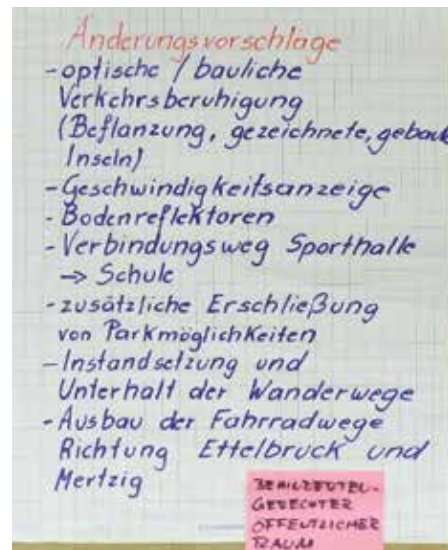 Änderungsvorschläge
- optische / bauliche
Verkehrsberuhigung
(Beflanzung, gezeichnete, gebaute
Inseln)
- Geschwindigkeitsanzeige
- Bodenreflektoren
- Verbindungsweg Sporthalle
→ Schule
- zusätzliche Erschließung
von Parkmöglichkeiten
- Instandsetzung und
Unterhalt der Wanderwege
- Ausbau der Fahrradwege
Richtung Ettelbruck und
Mertzig
BEHINDERTEN-
GERECHTER
ÖFFENTLICHER
RAUM